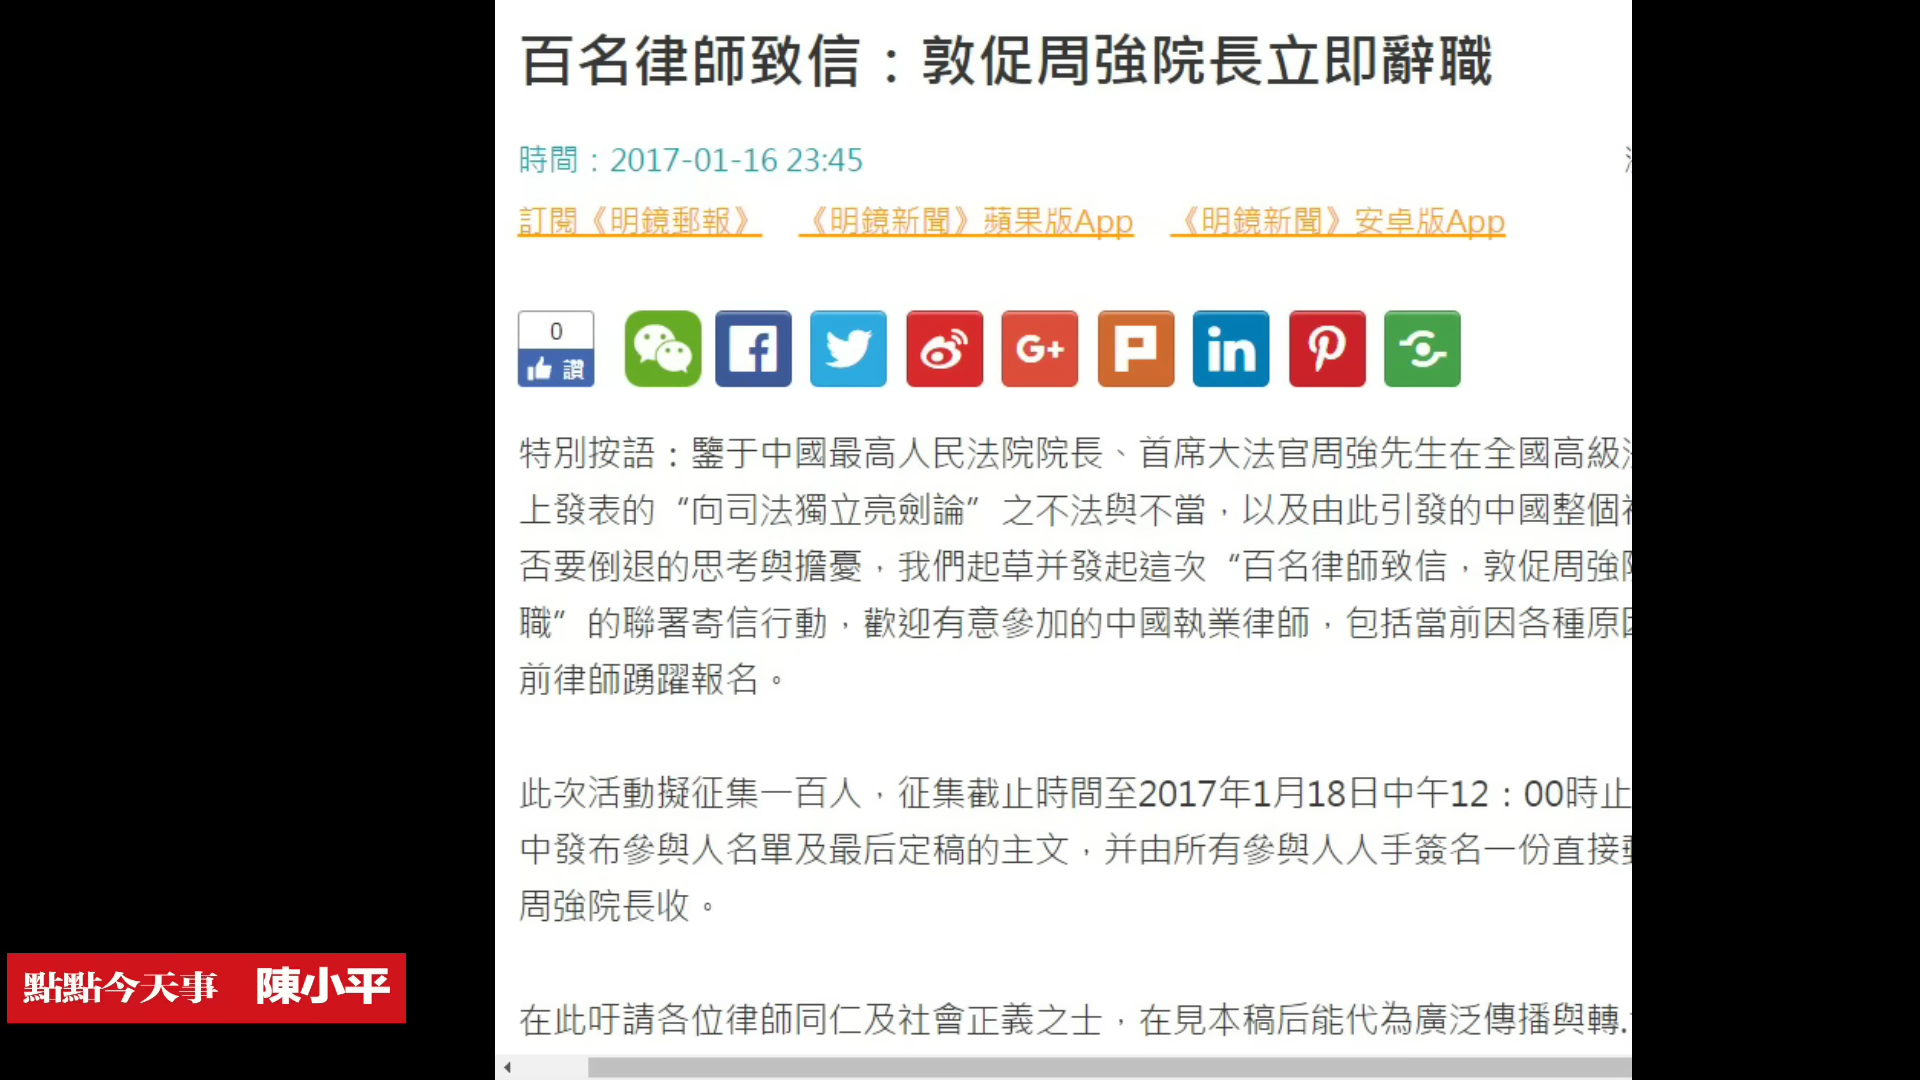 百名律師致信：敦促周強院長立即辭職
時間：2017-01-16 23:45
訂閱《明鏡郵報》 《明鏡新聞》蘋果版App 《明鏡新聞》安卓版App
0
讚
G+
in
特別按語：鑒于中國最高人民法院院長、首席大法官周強先生在全國高級
上發表的“向司法獨立亮劍論”之不法與不當，以及由此引發的中國整個
否要倒退的思考與擔憂，我們起草并發起這次“百名律師致信，敦促周強
職”的聯署寄信行動，歡迎有意參加的中國執業律師，包括當前因各種原
前律師踴躍報名。
此次活動擬征集一百人，征集截止時間至2017年1月18日中午12：00時止
中發布參與人名單及最后定稿的主文，并由所有參與人人手簽名一份直接
周強院長收。
在此吁請各位律師同仁及社會正義之士，在見本稿后能代為廣泛傳播與轉.
點點今天事 陳小平